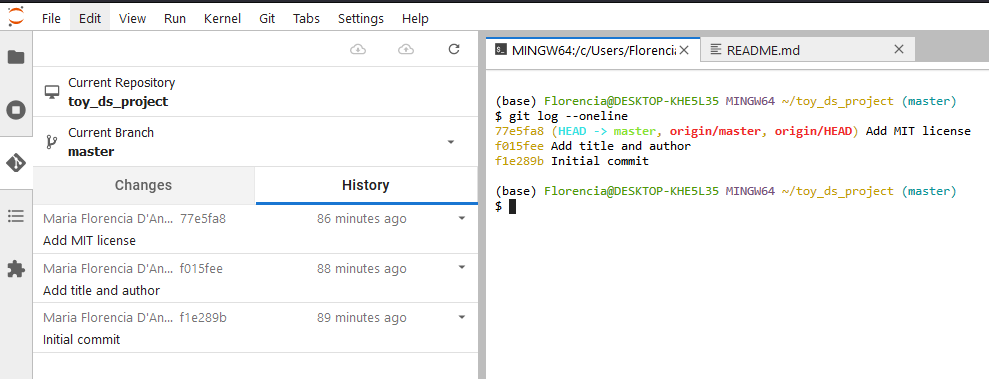 File Edit View Run Kernel Git Tabs Settings Help
Current Repository
toy_ds_project
Current Branch
master
Changes History
Maria Florencia D'An... 77e5fa8 86 minutes ago
Add MIT license
Maria Florencia D'An... f015fee 88 minutes ago
Add title and author
Maria Florencia D'An... f1e289b 89 minutes ago
Initial commit
MINGW64:/c/Users/Florencia README.md
(base) Florencia@DESKTOP-KHE5L35 MINGW64 ~/toy_ds_project (master)
$ git log --oneline
77e5fa8 (HEAD -> master, origin/master, origin/HEAD) Add MIT license
f015fee Add title and author
f1e289b Initial commit
(base) Florencia@DESKTOP-KHE5L35 MINGW64 ~/toy_ds_project (master)
$